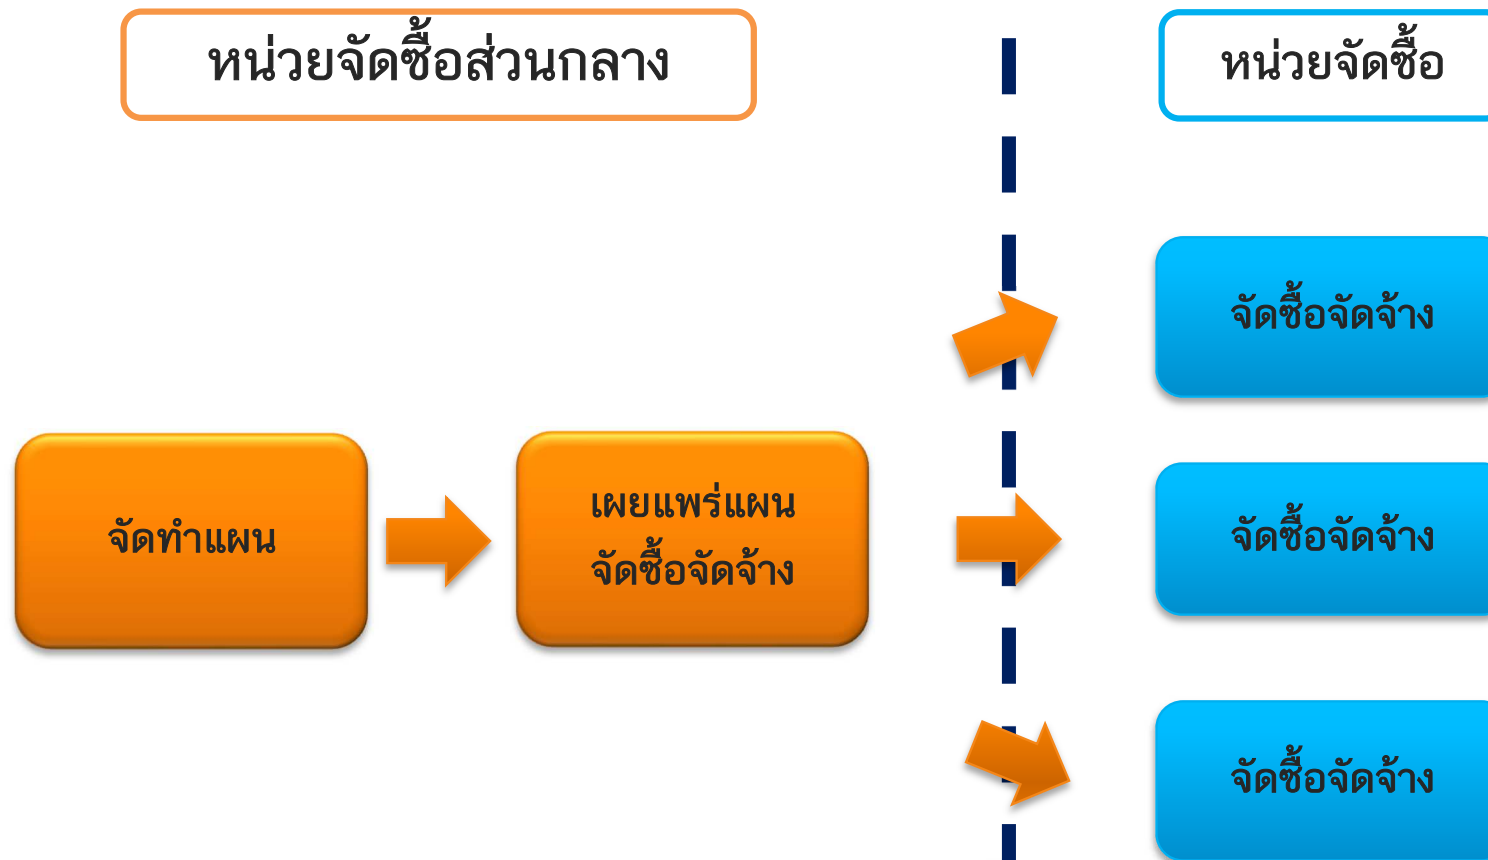 หน่วยจัดซื้อส่วนกลาง
หน่วยจัดซื้อ
จัดทำแผน
เผยแพร่แผน
จัดซื้อจัดจ้าง
จัดซื้อจัดจ้าง
จัดซื้อจัดจ้าง
จัดซื้อจัดจ้าง